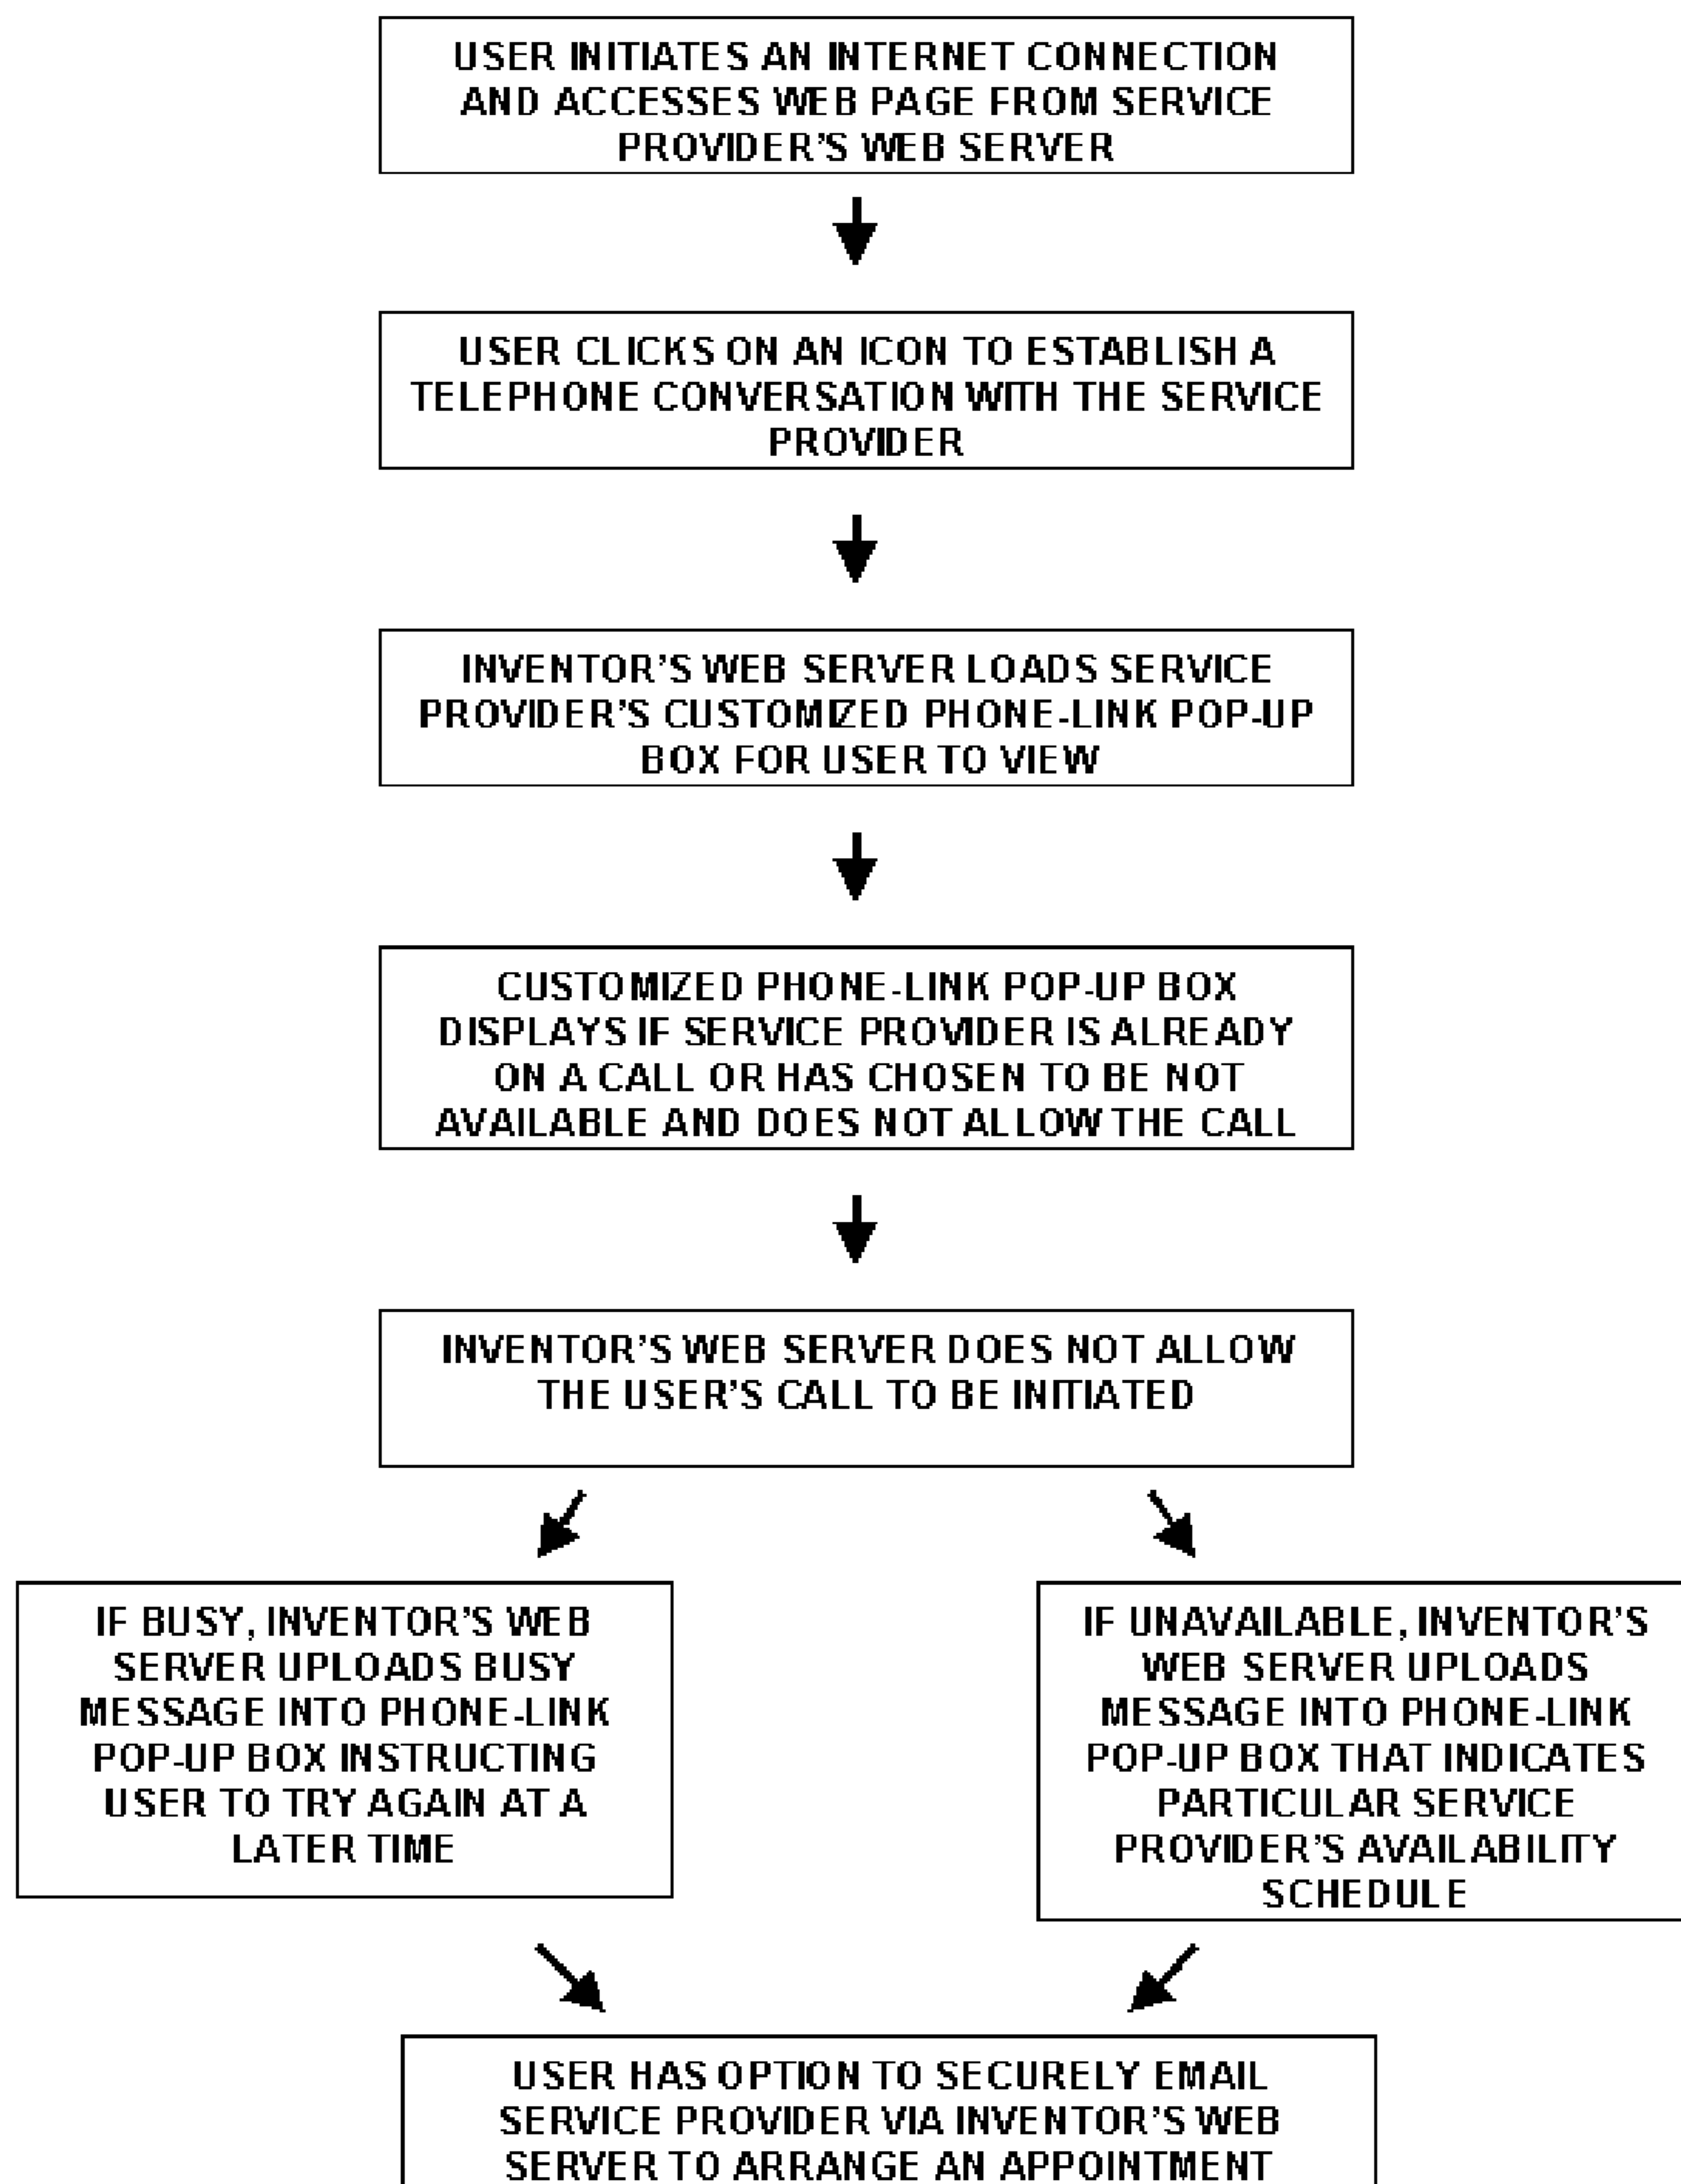 USER INITIATES AN INTERNET CONNECTION
AND ACCESSES WEB PAGE FROM SERVICE
PROVIDER'S WEB SERVER
USER CLICKS ON AN ICON TO ESTABLISH A
TELEPHONE CONVERSATION WITH THE SERVICE
PROVIDER
INVENTOR'S WEB SERVER LOADS SERVICE
PROVIDER'S CUSTOMIZED PHONE-LINK POP-UP
BOX FOR USER TO VIEW
CUSTOMIZED PHONE-LINK POP-UP BOX
DISPLAYS IF SERVICE PROVIDER IS ALREADY
ON A CALL OR HAS CHOSEN TO BE NOT
AVAILABLE AND DOES NOT ALLOW THE CALL
INVENTOR'S WEB SERVER DOES NOT ALLOW
THE USER'S CALL TO BE INITIATED
IF BUSY, INVENTOR'S WEB
SERVER UPLOADS BUSY
MESSAGE INTO PHONE-LINK
POP-UP BOX INSTRUCTING
USER TO TRY AGAIN AT A
LATER TIME
IF UNAVAILABLE, INVENTOR'S
WEB SERVER UPLOADS
MESSAGE INTO PHONE-LINK
POP-UP BOX THAT INDICATES
PARTICULAR SERVICE
PROVIDER'S AVAILABILITY
SCHEDULE
USER HAS OPTION TO SECURELY EMAIL
SERVICE PROVIDER VIA INVENTOR'S WEB
SERVER TO ARRANGE AN APPOINTMENT